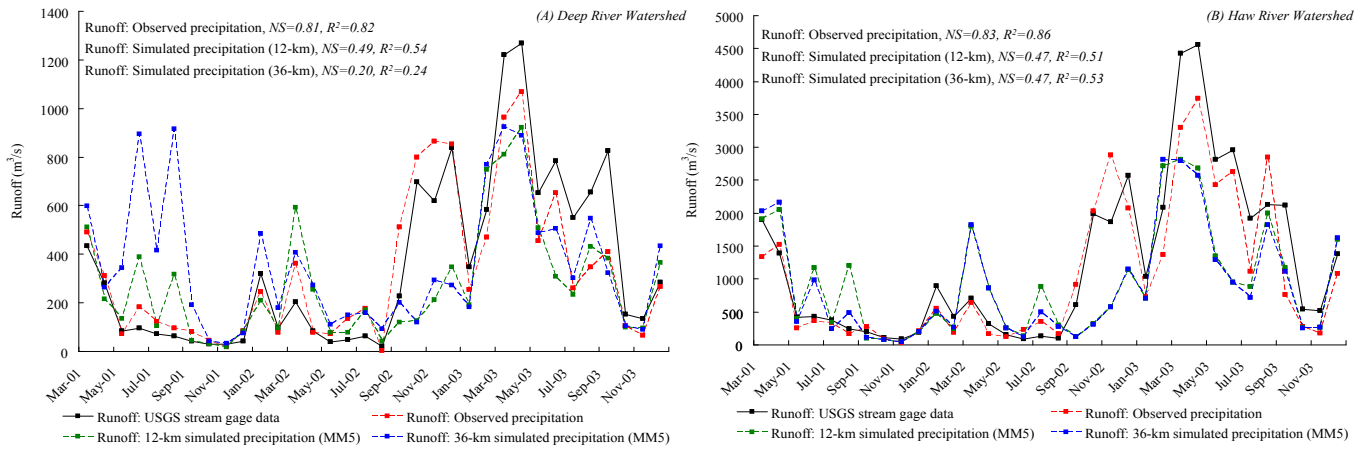 (A) Deep River Watershed
Runoff: Observed precipitation, NS=0.81, R²=0.82
Runoff: Simulated precipitation (12-km), NS=0.49, R²=0.54
Runoff: Simulated precipitation (36-km), NS=0.20, R²=0.24
Runoff (m³/s)
1400
1200
1000
800
600
400
200
0
Mar-01 May-01 Jul-01 Sep-01 Nov-01 Jan-02 Mar-02 May-02 Jul-02 Sep-02 Nov-02 Jan-03 Mar-03 May-03 Jul-03 Sep-03 Nov-03
Runoff: USGS stream gage data Runoff: Observed precipitation
Runoff: 12-km simulated precipitation (MM5) Runoff: 36-km simulated precipitation (MM5)
(B) Haw River Watershed
Runoff: Observed precipitation, NS=0.83, R²=0.86
Runoff: Simulated precipitation (12-km), NS=0.47, R²=0.51
Runoff: Simulated precipitation (36-km), NS=0.47, R²=0.53
Runoff (m³/s)
5000
4500
4000
3500
3000
2500
2000
1500
1000
500
0
Mar-01 May-01 Jul-01 Sep-01 Nov-01 Jan-02 Mar-02 May-02 Jul-02 Sep-02 Nov-02 Jan-03 Mar-03 May-03 Jul-03 Sep-03 Nov-03
Runoff: USGS stream gage data Runoff: Observed precipitation
Runoff: 12-km simulated precipitation (MM5) Runoff: 36-km simulated precipitation (MM5)